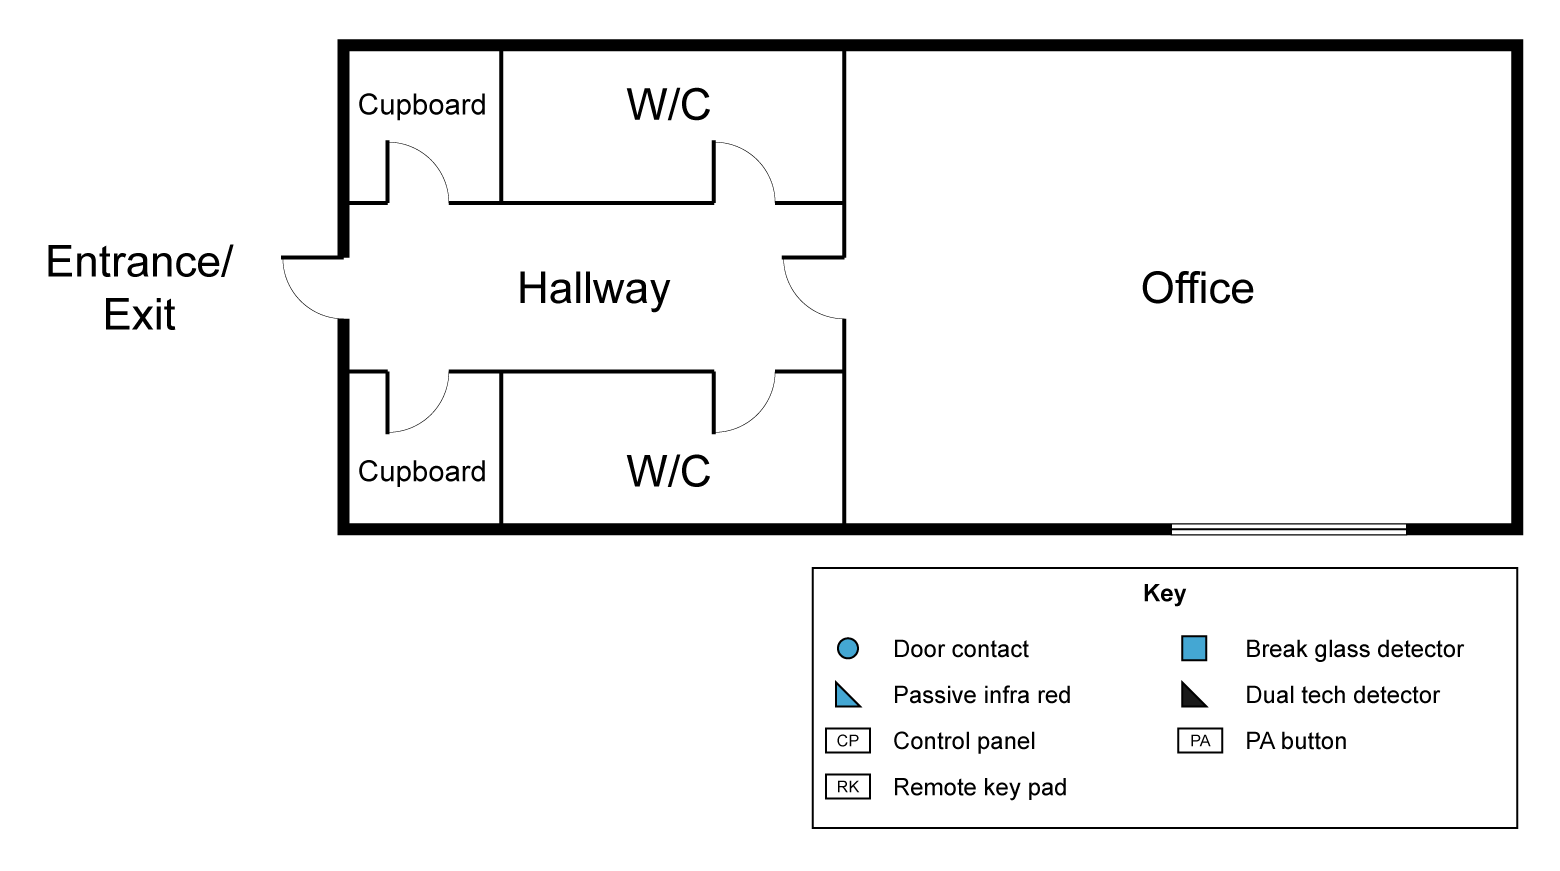 Cupboard
W/C
Entrance/
Exit
Hallway
Office
Cupboard
W/C
Key
Door contact
Break glass detector
Passive infra red
Dual tech detector
CP Control panel
PA PA button
RK Remote key pad